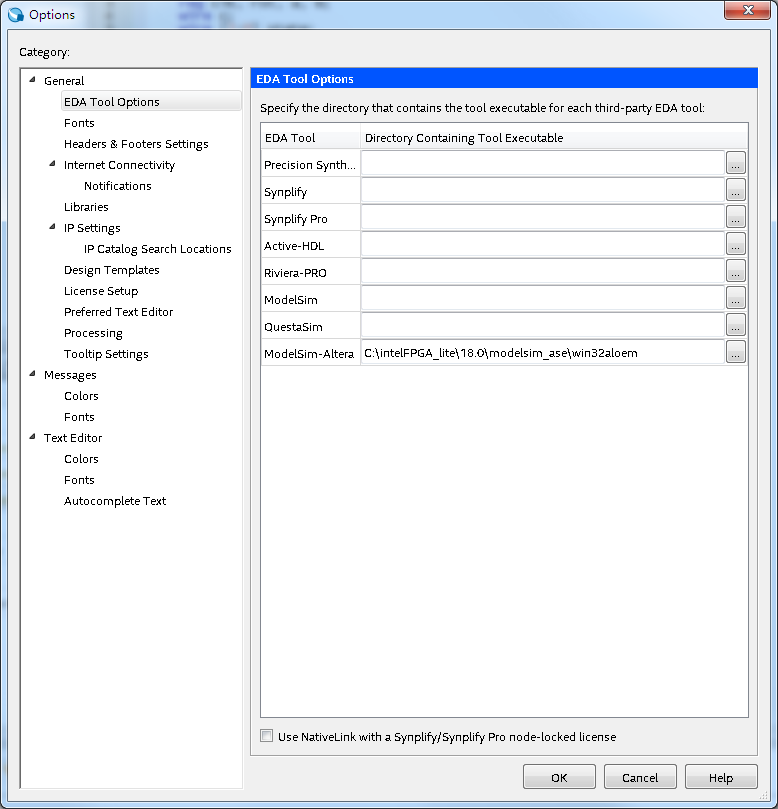 Options
Category:
General
EDA Tool Options
Fonts
Headers & Footers Settings
Internet Connectivity
Notifications
Libraries
IP Settings
IP Catalog Search Locations
Design Templates
License Setup
Preferred Text Editor
Processing
Tooltip Settings
Messages
Colors
Fonts
Text Editor
Colors
Fonts
Autocomplete Text
EDA Tool Options
Specify the directory that contains the tool executable for each third-party EDA tool:
EDA Tool Directory Containing Tool Executable
Precision Synth... ...
Synplify ...
Synplify Pro ...
Active-HDL ...
Riviera-PRO ...
ModelSim ...
QuestaSim ...
ModelSim-Altera C:\intelFPGA_lite\18.0\modelsim_ase\win32aloem ...
Use NativeLink with a Synplify/Synplify Pro node-locked license
OK Cancel Help